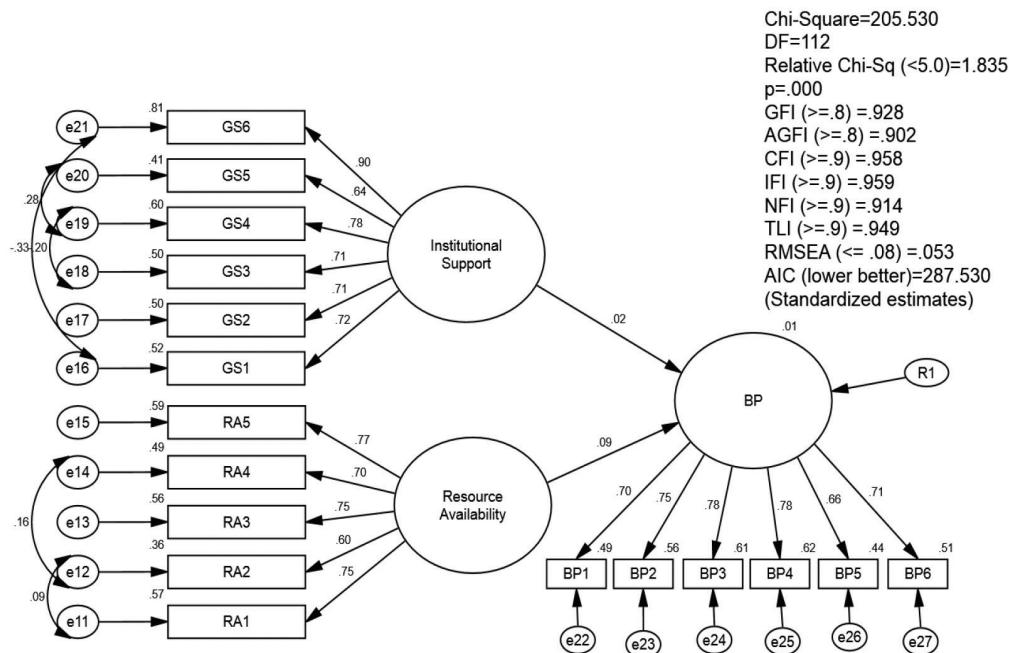 Chi-Square=205.530
DF=112
Relative Chi-Sq (<5.0)=1.835
p=.000
GFI (>=.8) =.928
AGFI (>=.8) =.902
CFI (>=.9) =.958
IFI (>=.9) =.959
NFI (>=.9) =.914
TLI (>=.9) =.949
RMSEA (<= .08) =.053
AIC (lower better)=287.530
(Standardized estimates)
e21
.81
GS6
.90
e20
.41
GS5
.64
.28
e19
.60
GS4
.78
-.33
-.20
e18
.50
GS3
.71
e17
.50
GS2
.71
e16
.52
GS1
.72
Institutional
Support
.02
e15
.59
RA5
.77
e14
.49
RA4
.70
.16
e13
.56
RA3
.75
e12
.36
RA2
.60
.09
e11
.57
RA1
.75
Resource
Availability
.09
.01
BP
R1
.70
.75
.78
.78
.66
.71
.49
.56
.61
.62
.44
.51
BP1
BP2
BP3
BP4
BP5
BP6
e22
e23
e24
e25
e26
e27